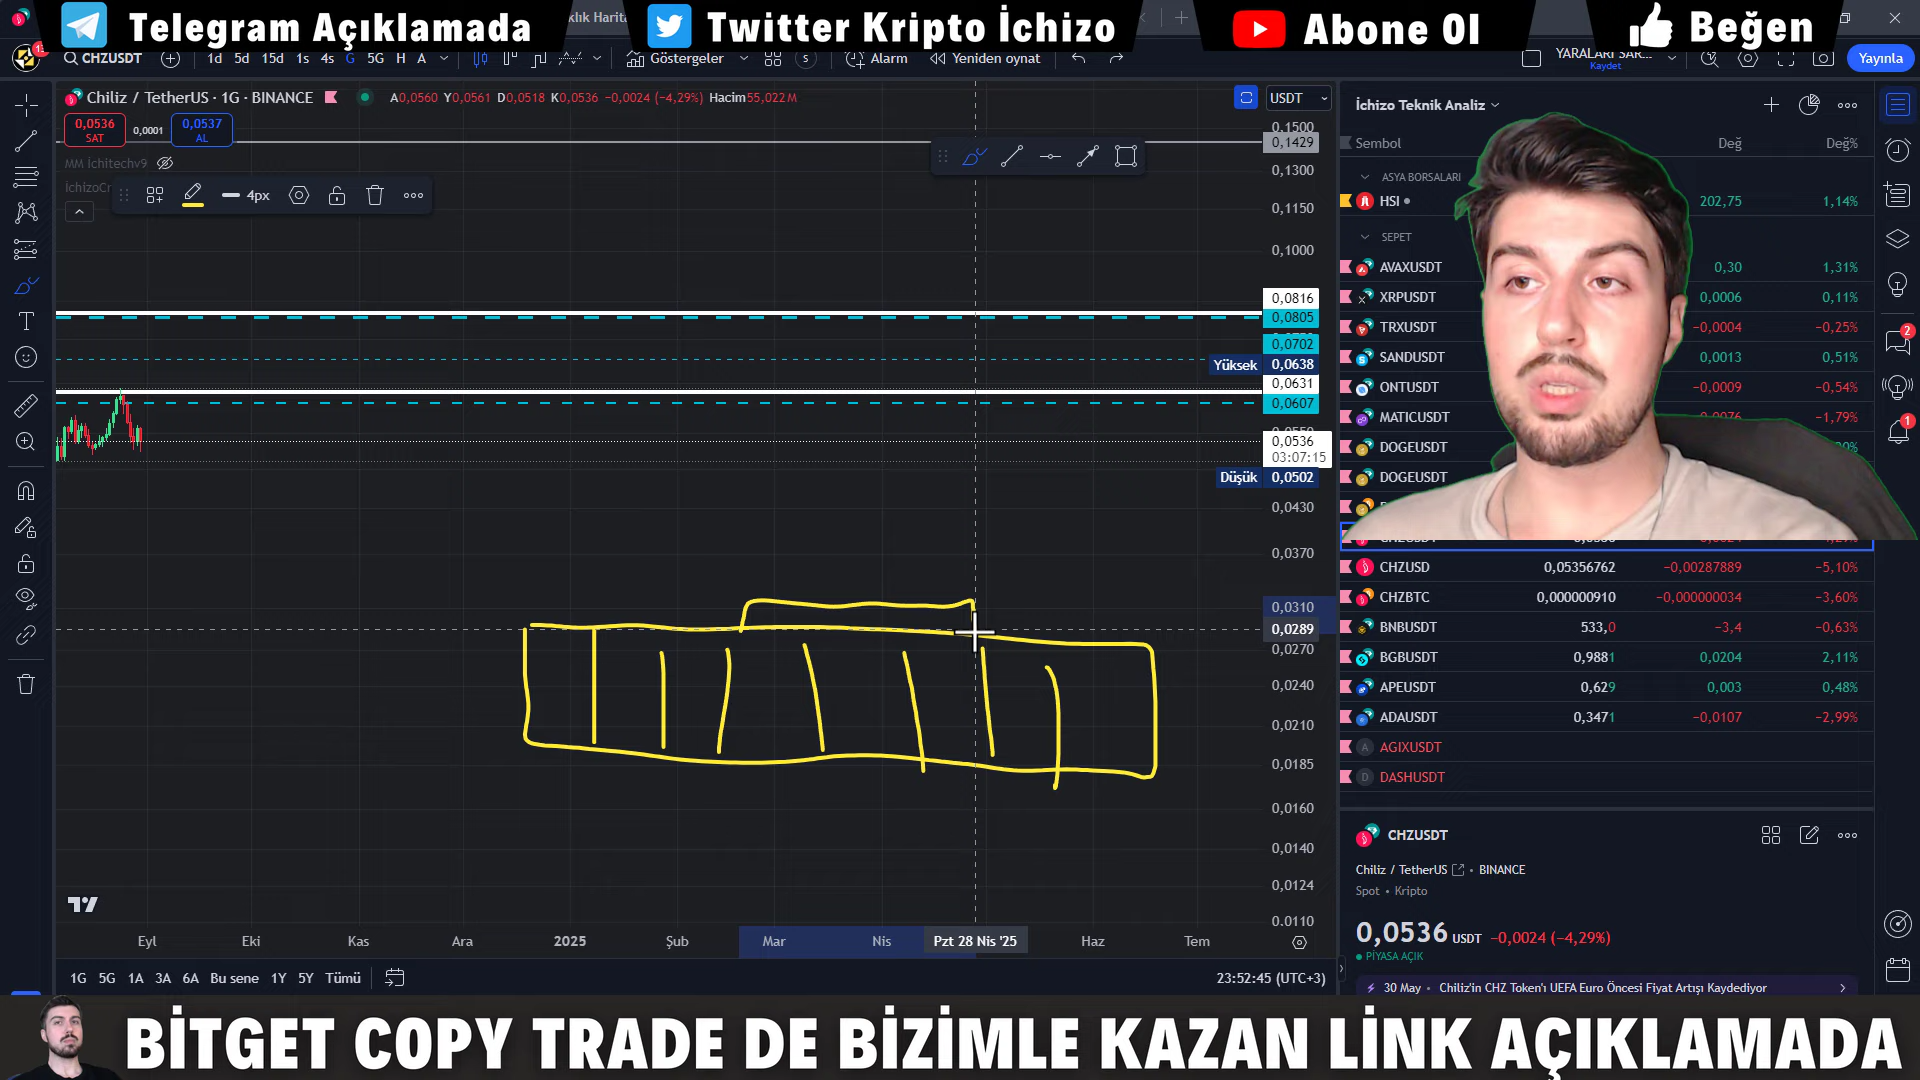 Telegram Açıklamada
Twitter Kripto İchizo
Abone Ol
Beğen
CHZUSDT
1d 5d 15d 1s 4s G 5G H A
Göstergeler
Alarm
Yeniden oynat
YARALARI SAR...
Kaydet
Yayınla
Chiliz / TetherUS · 1G · BINANCE
A0,0560 Y0,0561 D0,0518 K0,0536 −0,0024 (−4,29%) Hacim55,022M
USDT
0,0536
SAT
0,0001
0,0537
AL
MM İchitechv9
4px
0,1500
0,1429
0,1300
0,1150
0,1000
0,0816
0,0805
0,0702
Yüksek 0,0638
0,0631
0,0607
0,0536
03:07:15
Düşük 0,0502
0,0430
0,0370
0,0310
0,0289
0,0270
0,0240
0,0210
0,0185
0,0160
0,0140
0,0124
0,0110
Eyl Eki Kas Ara 2025 Şub Mar Nis Pzt 28 Nis '25 Haz Tem
1G 5G 1A 3A 6A Bu sene 1Y 5Y Tümü
23:52:45 (UTC+3)
İchizo Teknik Analiz
Sembol Değ Değ%
ASYA BORSALARI
HSI 202,75 1,14%
SEPET
AVAXUSDT 0,30 1,31%
XRPUSDT 0,0006 0,11%
TRXUSDT −0,0004 −0,25%
SANDUSDT 0,0013 0,51%
ONTUSDT −0,0009 −0,54%
MATICUSDT −1,79%
DOGEUSDT
DOGEUSDT
CHZUSD 0,05356762 −0,00287889 −5,10%
CHZBTC 0,000000910 −0,000000034 −3,60%
BNBUSDT 533,0 −3,4 −0,63%
BGBUSDT 0,9881 0,0204 2,11%
APEUSDT 0,629 0,003 0,48%
ADAUSDT 0,3471 −0,0107 −2,99%
AGIXUSDT
DASHUSDT
CHZUSDT
Chiliz / TetherUS • BINANCE
Spot • Kripto
0,0536 USDT −0,0024 (−4,29%)
PİYASA AÇIK
30 May • Chiliz'in CHZ Token'ı UEFA Euro Öncesi Fiyat Artışı Kaydediyor
BİTGET COPY TRADE DE BİZİMLE KAZAN LİNK AÇIKLAMADA